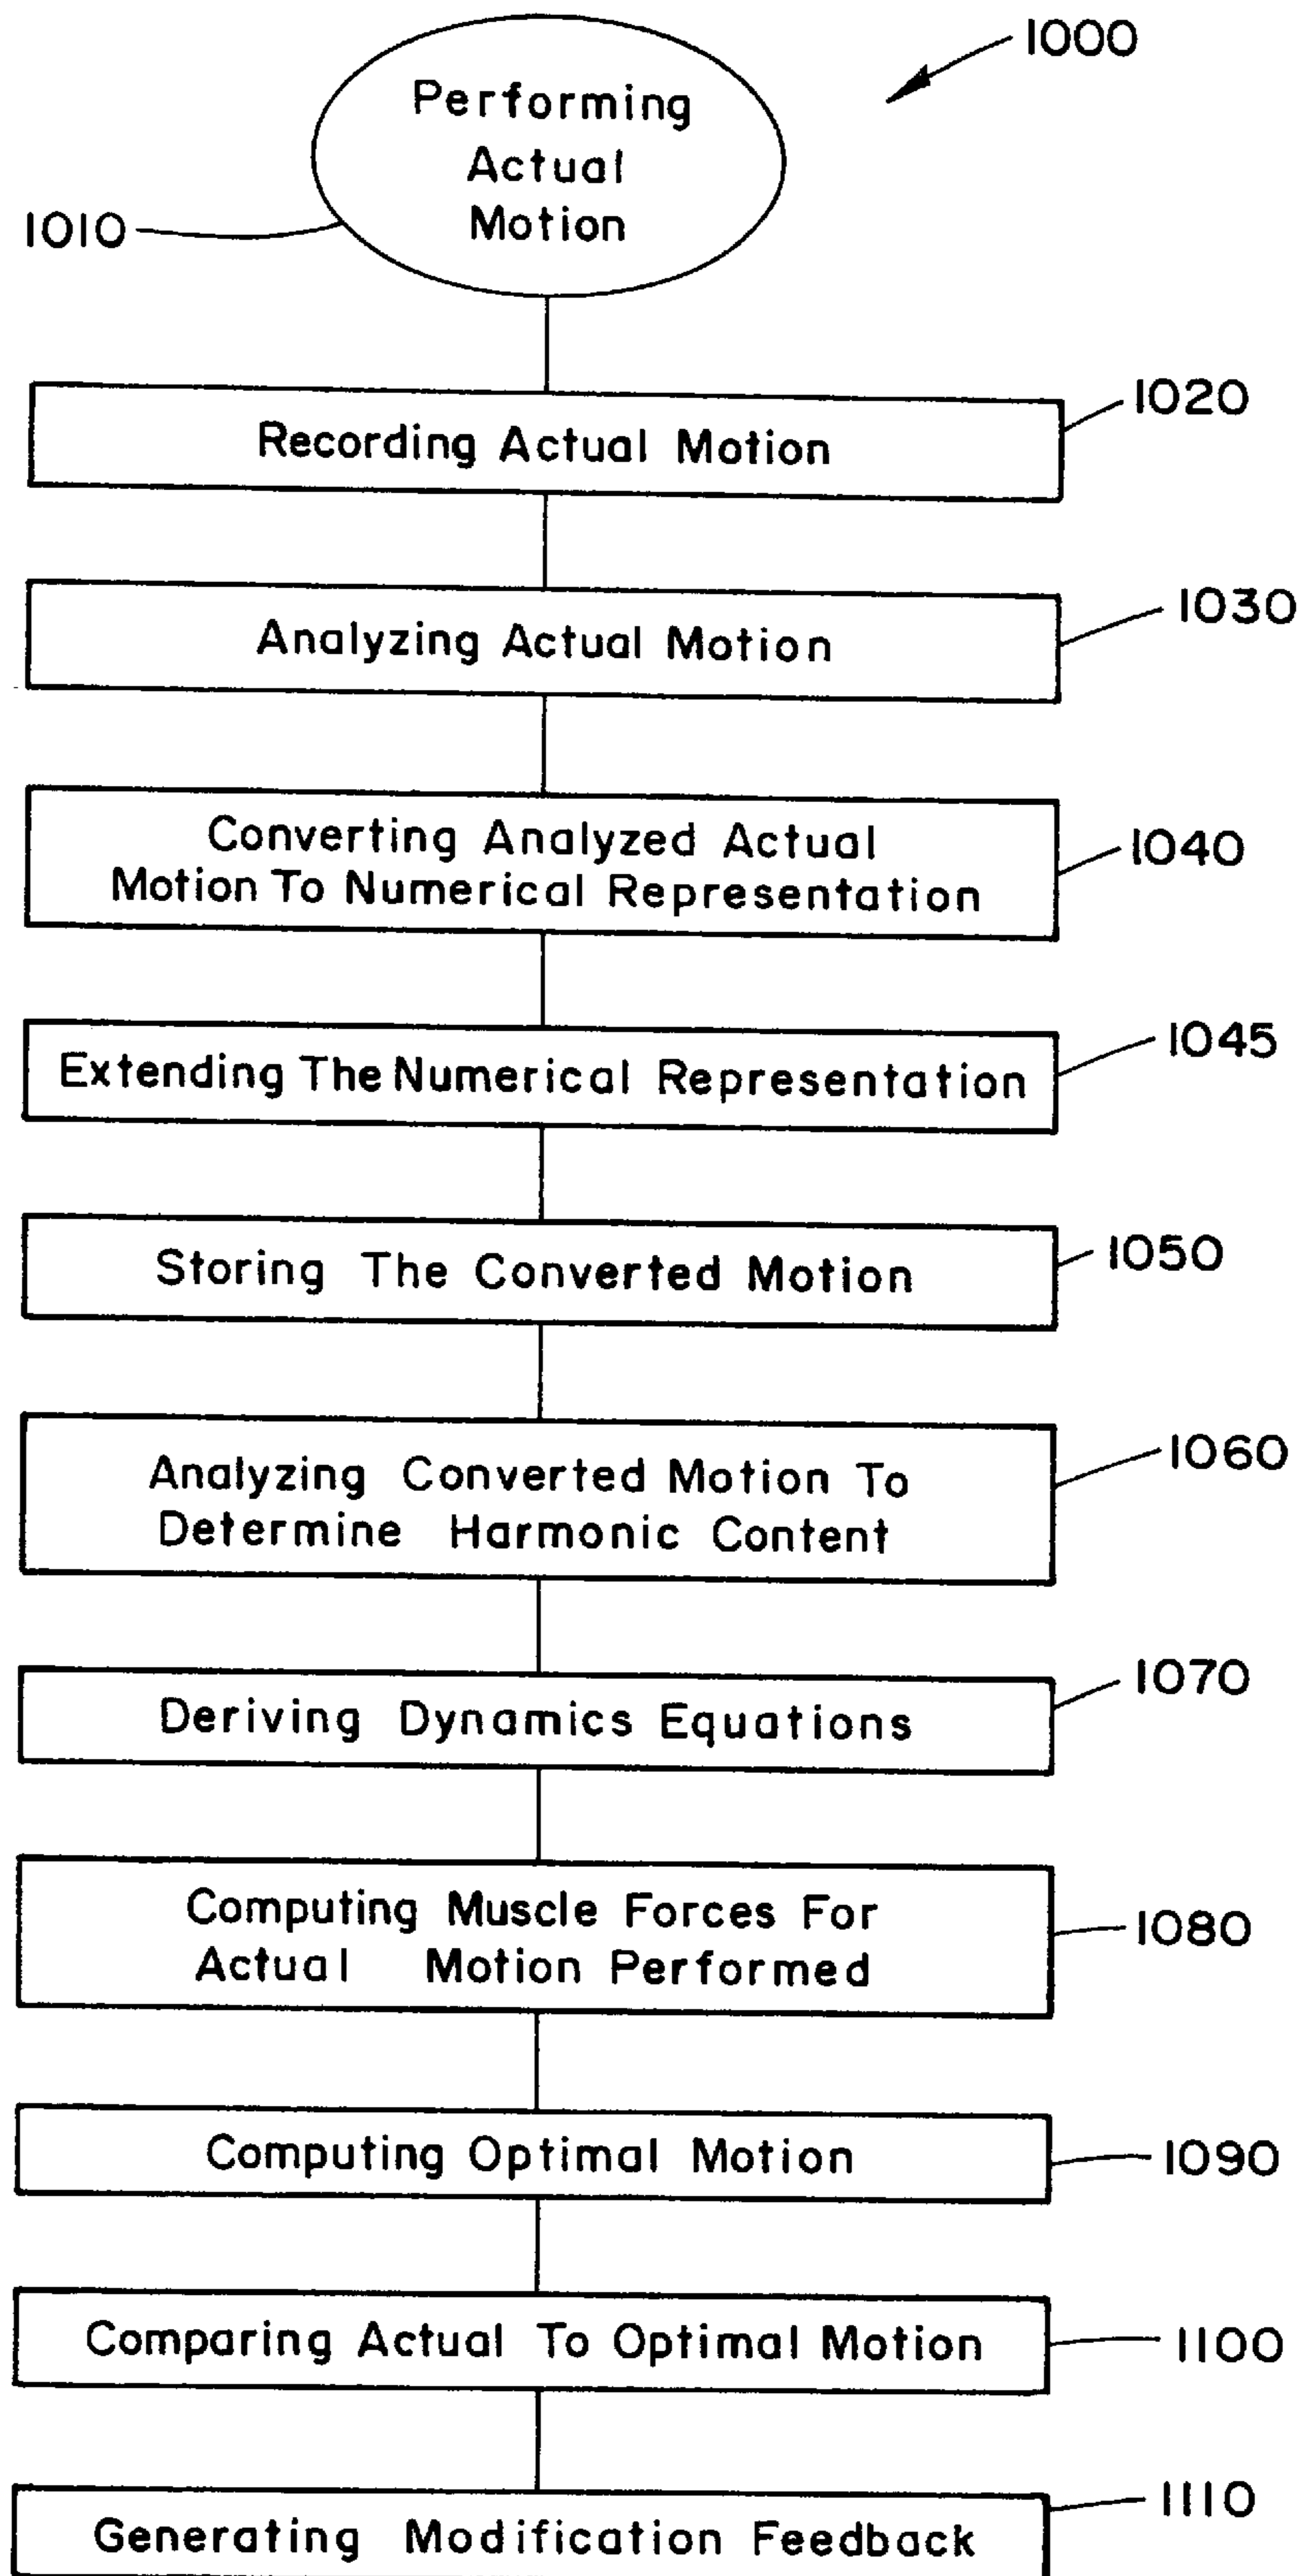 1000
Performing
Actual
Motion
1010
Recording Actual Motion
1020
Analyzing Actual Motion
1030
Converting Analyzed Actual
Motion To Numerical Representation
1040
Extending The Numerical Representation
1045
Storing The Converted Motion
1050
Analyzing Converted Motion To
Determine Harmonic Content
1060
Deriving Dynamics Equations
1070
Computing Muscle Forces For
Actual Motion Performed
1080
Computing Optimal Motion
1090
Comparing Actual To Optimal Motion
1100
Generating Modification Feedback
1110